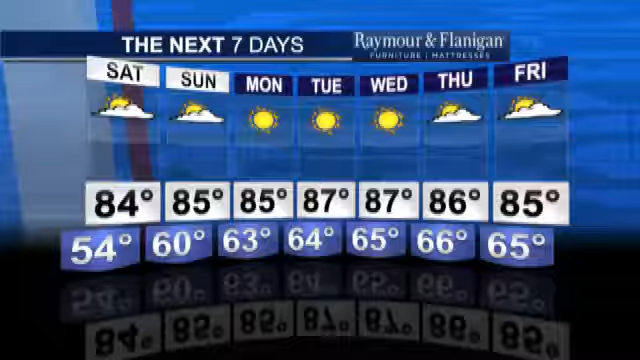 THE NEXT 7 DAYS
Raymour & Flanigan
FURNITURE | MATTRESSES
SAT SUN MON TUE WED THU FRI
84° 85° 85° 87° 87° 86° 85°
54° 60° 63° 64° 65° 66° 65°